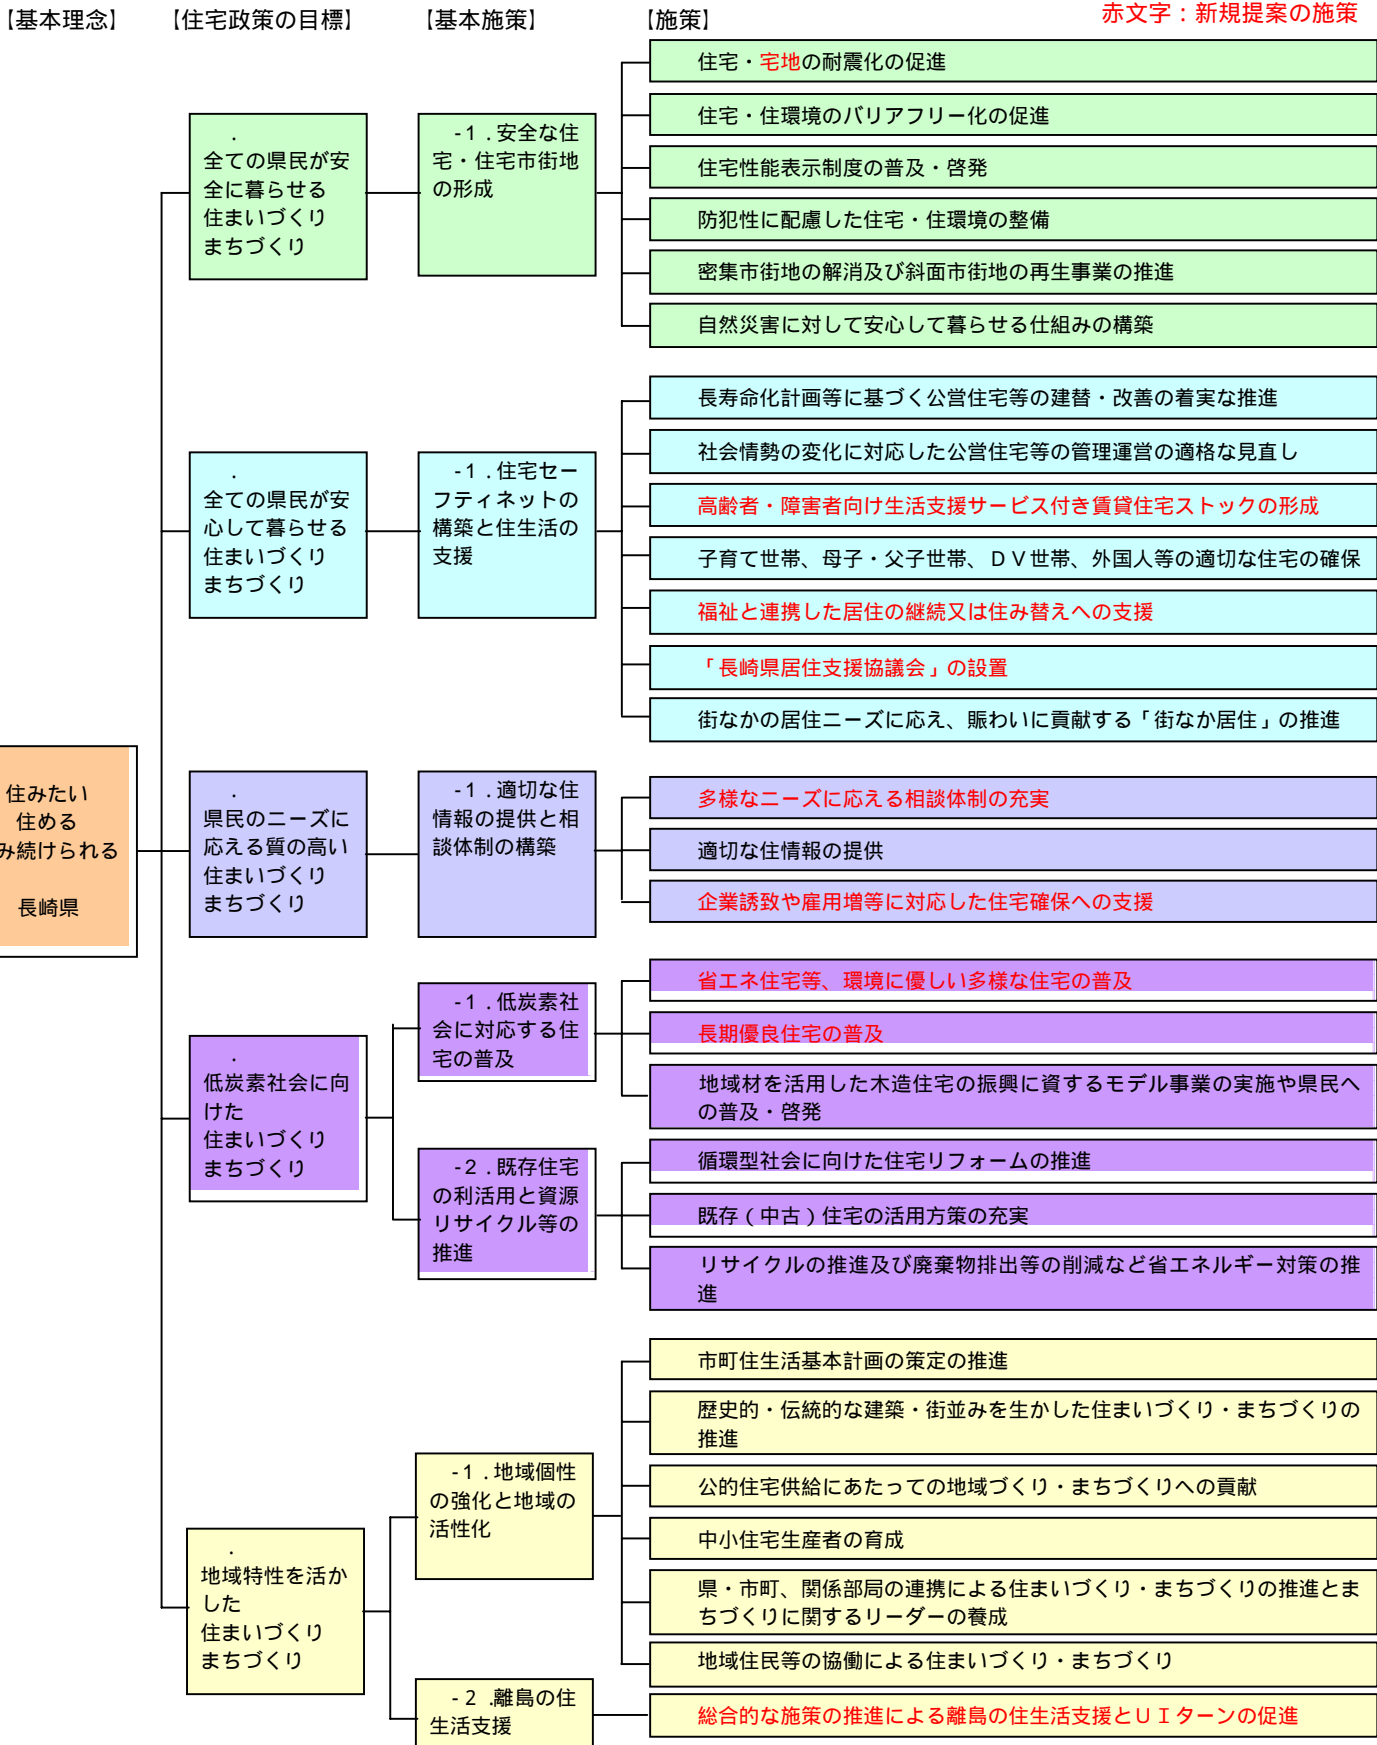 【基本理念】
【住宅政策の目標】
【基本施策】
【施策】
赤文字：新規提案の施策
住みたい
住める
み続けられる
長崎県
．
全ての県民が安
全に暮らせる
住まいづくり
まちづくり
-1．安全な住
宅・住宅市街地
の形成
住宅・宅地の耐震化の促進
住宅・住環境のバリアフリー化の促進
住宅性能表示制度の普及・啓発
防犯性に配慮した住宅・住環境の整備
密集市街地の解消及び斜面市街地の再生事業の推進
自然災害に対して安心して暮らせる仕組みの構築
．
全ての県民が安
心して暮らせる
住まいづくり
まちづくり
-1．住宅セー
フティネットの
構築と住生活の
支援
長寿命化計画等に基づく公営住宅等の建替・改善の着実な推進
社会情勢の変化に対応した公営住宅等の管理運営の適格な見直し
高齢者・障害者向け生活支援サービス付き賃貸住宅ストックの形成
子育て世帯、母子・父子世帯、ＤＶ世帯、外国人等の適切な住宅の確保
福祉と連携した居住の継続又は住み替えへの支援
「長崎県居住支援協議会」の設置
街なかの居住ニーズに応え、賑わいに貢献する「街なか居住」の推進
．
県民のニーズに
応える質の高い
住まいづくり
まちづくり
-1．適切な住
情報の提供と相
談体制の構築
多様なニーズに応える相談体制の充実
適切な住情報の提供
企業誘致や雇用増等に対応した住宅確保への支援
．
低炭素社会に向
けた
住まいづくり
まちづくり
-1．低炭素社
会に対応する住
宅の普及
省エネ住宅等、環境に優しい多様な住宅の普及
長期優良住宅の普及
地域材を活用した木造住宅の振興に資するモデル事業の実施や県民へ
の普及・啓発
-2．既存住宅
の利活用と資源
リサイクル等の
推進
循環型社会に向けた住宅リフォームの推進
既存（中古）住宅の活用方策の充実
リサイクルの推進及び廃棄物排出等の削減など省エネルギー対策の推
進
．
地域特性を活か
した
住まいづくり
まちづくり
-1．地域個性
の強化と地域の
活性化
市町住生活基本計画の策定の推進
歴史的・伝統的な建築・街並みを生かした住まいづくり・まちづくりの
推進
公的住宅供給にあたっての地域づくり・まちづくりへの貢献
中小住宅生産者の育成
県・市町、関係部局の連携による住まいづくり・まちづくりの推進とま
ちづくりに関するリーダーの養成
地域住民等の協働による住まいづくり・まちづくり
-2．離島の住
生活支援
総合的な施策の推進による離島の住生活支援とＵＩターンの促進